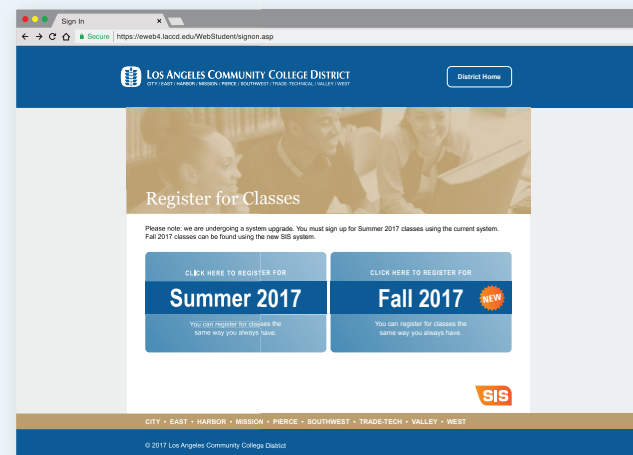 Sign In
Secure
https://eweb4.laccd.edu/WebStudent/signon.asp
LOS ANGELES COMMUNITY COLLEGE DISTRICT
CITY / EAST / HARBOR / MISSION / PIERCE / SOUTHWEST / TRADE-TECHNICAL / VALLEY / WEST
District Home
Register for Classes
Please note: we are undergoing a system upgrade. You must sign up for Summer 2017 classes using the current system.
Fall 2017 classes can be found using the new SIS system.
CLICK HERE TO REGISTER FOR
Summer 2017
You can register for classes the
same way you always have.
CLICK HERE TO REGISTER FOR
Fall 2017
NEW
You can register for classes the
same way you always have.
SIS
CITY • EAST • HARBOR • MISSION • PIERCE • SOUTHWEST • TRADE-TECH • VALLEY • WEST
© 2017 Los Angeles Community College District